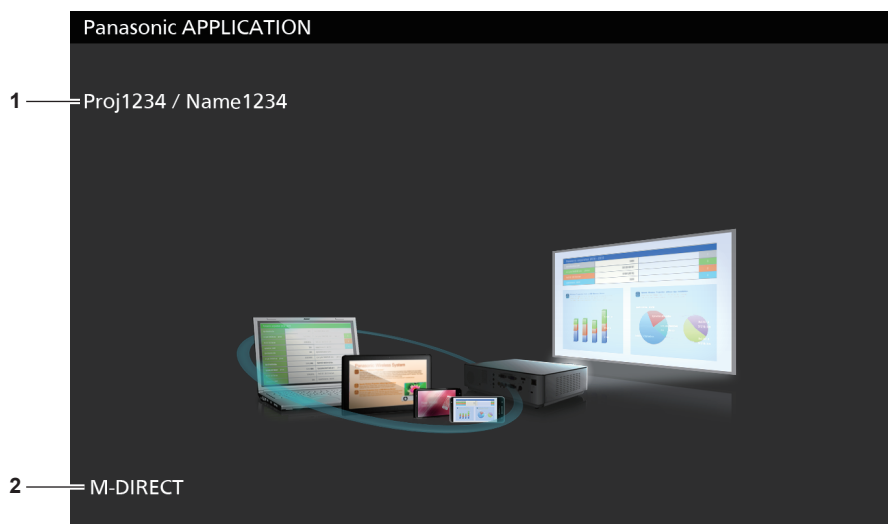 Panasonic APPLICATION
1
Proj1234 / Name1234
2
M-DIRECT